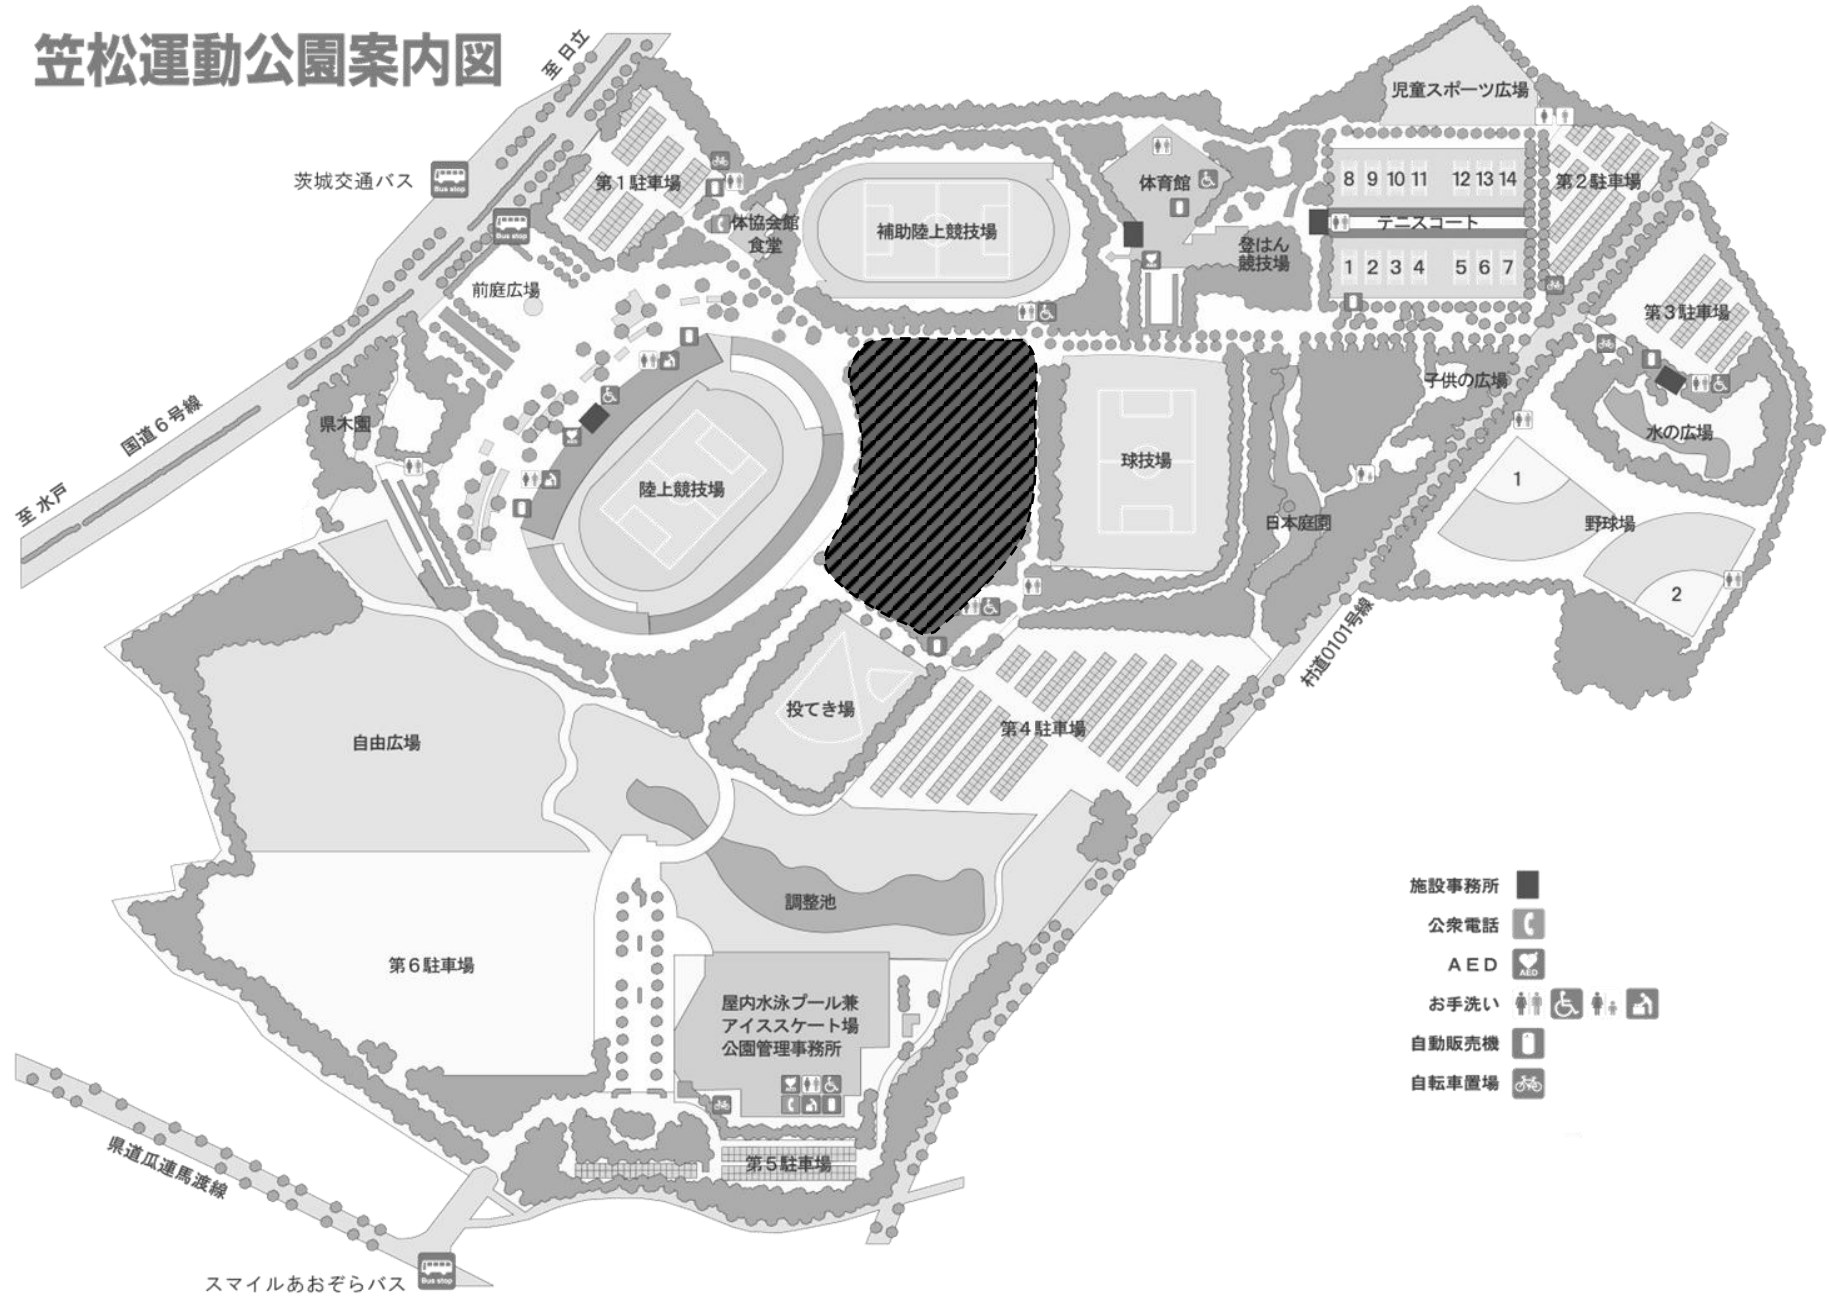 笠松運動公園案内図
至 日立
茨城交通バス
Bus stop
Bus stop
第1駐車場
体協会館
食堂
前庭広場
補助陸上競技場
体育館
登はん
競技場
児童スポーツ広場
8 9 10 11 12 13 14
テニスコート
1 2 3 4 5 6 7
第2駐車場
第3駐車場
子供の広場
水の広場
国道6号線
至 水戸
県木園
陸上競技場
球技場
日本庭園
1
野球場
2
村道0101号線
投てき場
第4駐車場
自由広場
調整池
第6駐車場
屋内水泳プール兼
アイススケート場
公園管理事務所
AED
第5駐車場
県道瓜連馬渡線
スマイルあおぞらバス
Bus stop
施設事務所
公衆電話
AED
AED
お手洗い
自動販売機
自転車置場